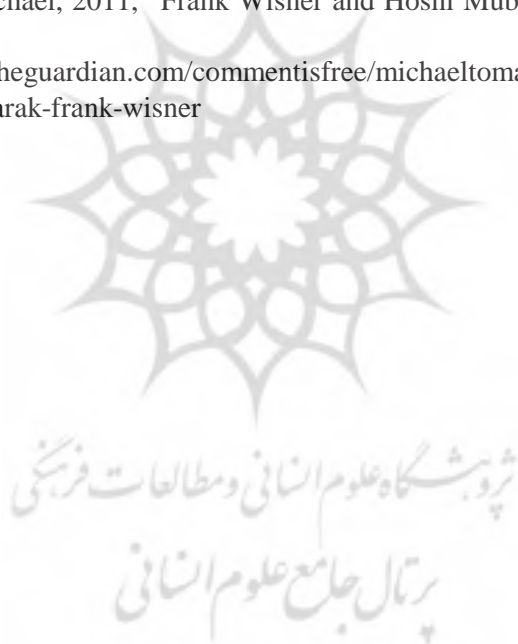 chael, 2011, "Frank Wisner and Hosni Mub
heguardian.com/commentisfree/michaeltoma
arak-frank-wisner
پژوهشگاه علوم انسانی و مطالعات فرهنگی
پرتال جامع علوم انسانی